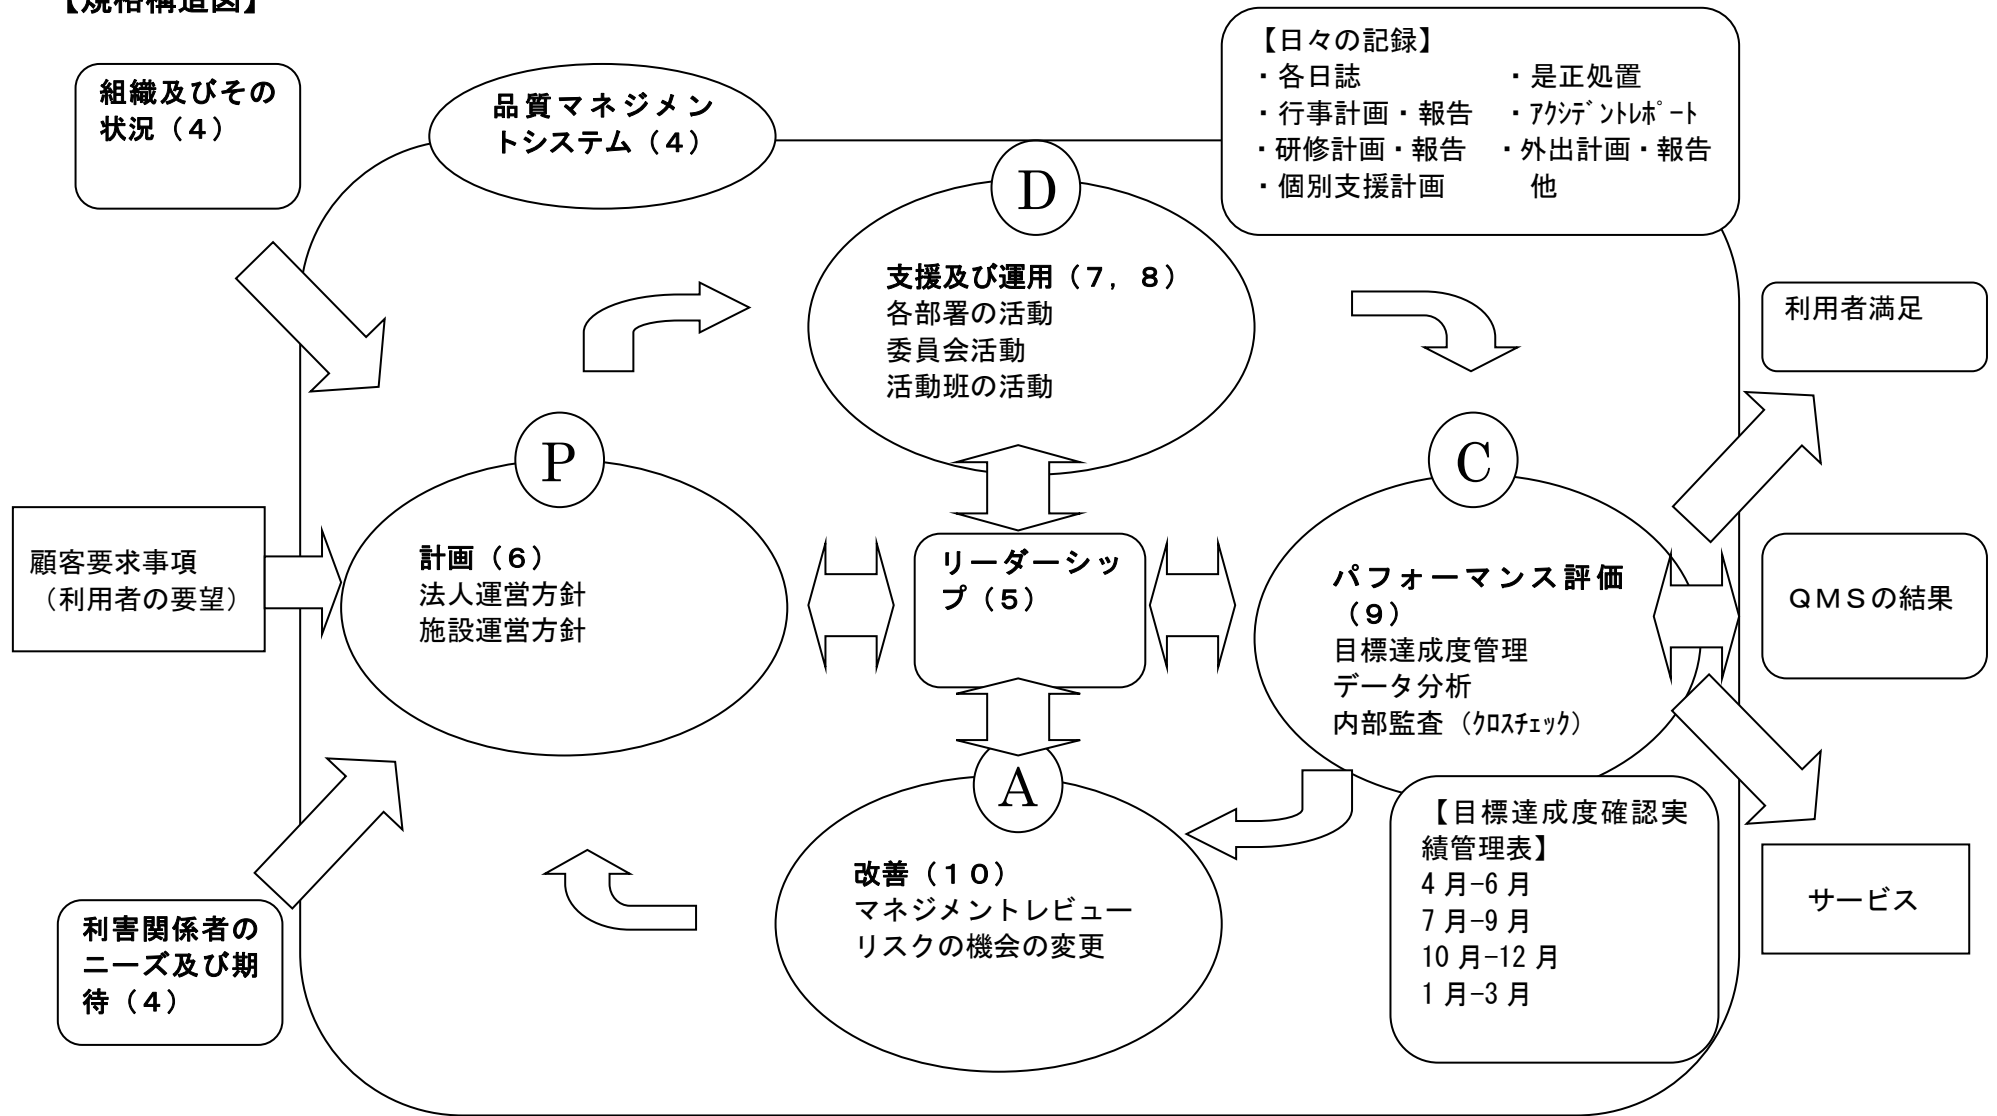 【規格構造図】
組織及びその
状況（４）
品質マネジメン
トシステム（４）
【日々の記録】
・各日誌　・是正処置
・行事計画・報告　・ｱｸｼﾃﾞﾝﾄﾚﾎﾟｰﾄ
・研修計画・報告　・外出計画・報告
・個別支援計画　他
D
支援及び運用（７，８）
各部署の活動
委員会活動
活動班の活動
利用者満足
P
計画（６）
法人運営方針
施設運営方針
顧客要求事項
（利用者の要望）
リーダーシッ
プ（５）
C
パフォーマンス評価
（９）
目標達成度管理
データ分析
内部監査（ｸﾛｽﾁｪｯｸ）
ＱＭＳの結果
A
改善（１０）
マネジメントレビュー
リスクの機会の変更
【目標達成度確認実
績管理表】
4 月−6 月
7 月−9 月
10 月−12 月
1 月−3 月
サービス
利害関係者の
ニーズ及び期
待（４）